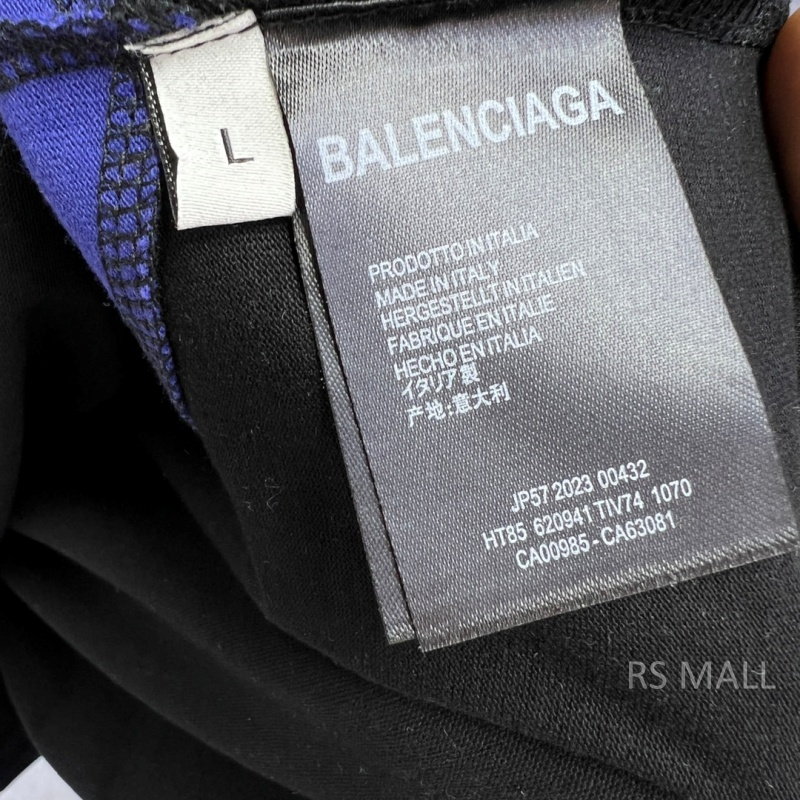 L
BALENCIAGA
PRODOTTO IN ITALIA
MADE IN ITALY
HERGESTELLT IN ITALEN
FABRIQUE EN ITALIE
HECHO EN ITALIA
イタリア製
产地:意大利
JP57 2023 00432
HT85 620941 TIV74 1070
CA00985-CA63081
RS MALL